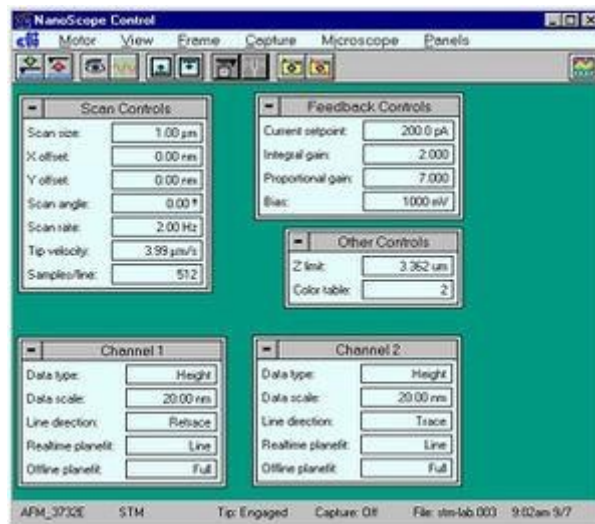 NanoScope Control
Motor View Frame Capture Microscope Panels
Scan Controls
Scan size: 1.00 µm
X offset: 0.00 nm
Y offset: 0.00 nm
Scan angle: 0.00 º
Scan rate: 2.00 Hz
Tip velocity: 3.99 µm/s
Samples/line: 512
Feedback Controls
Current setpoint: 200.0 pA
Integral gain: 2.000
Proportional gain: 7.000
Bias: 1000 mV
Other Controls
Z limit: 3.362 um
Color table: 2
Channel 1
Data type: Height
Data scale: 20.00 nm
Line direction: Retrace
Realtime planefit: Line
Offline planefit: Full
Channel 2
Data type: Height
Data scale: 20.00 nm
Line direction: Trace
Realtime planefit: Line
Offline planefit: Full
AFM_3732E STM Tip: Engaged Capture: Off File: stm-lab.003 9:02am 9/7